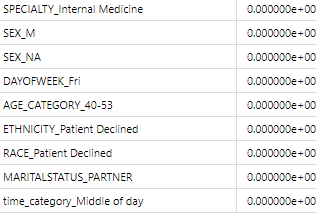 SPECIALTY_Internal Medicine 0.000000e+00
SEX_M 0.000000e+00
SEX_NA 0.000000e+00
DAYOFWEEK_Fri 0.000000e+00
AGE_CATEGORY_40-53 0.000000e+00
ETHNICITY_Patient Declined 0.000000e+00
RACE_Patient Declined 0.000000e+00
MARITALSTATUS_PARTNER 0.000000e+00
time_category_Middle of day 0.000000e+00